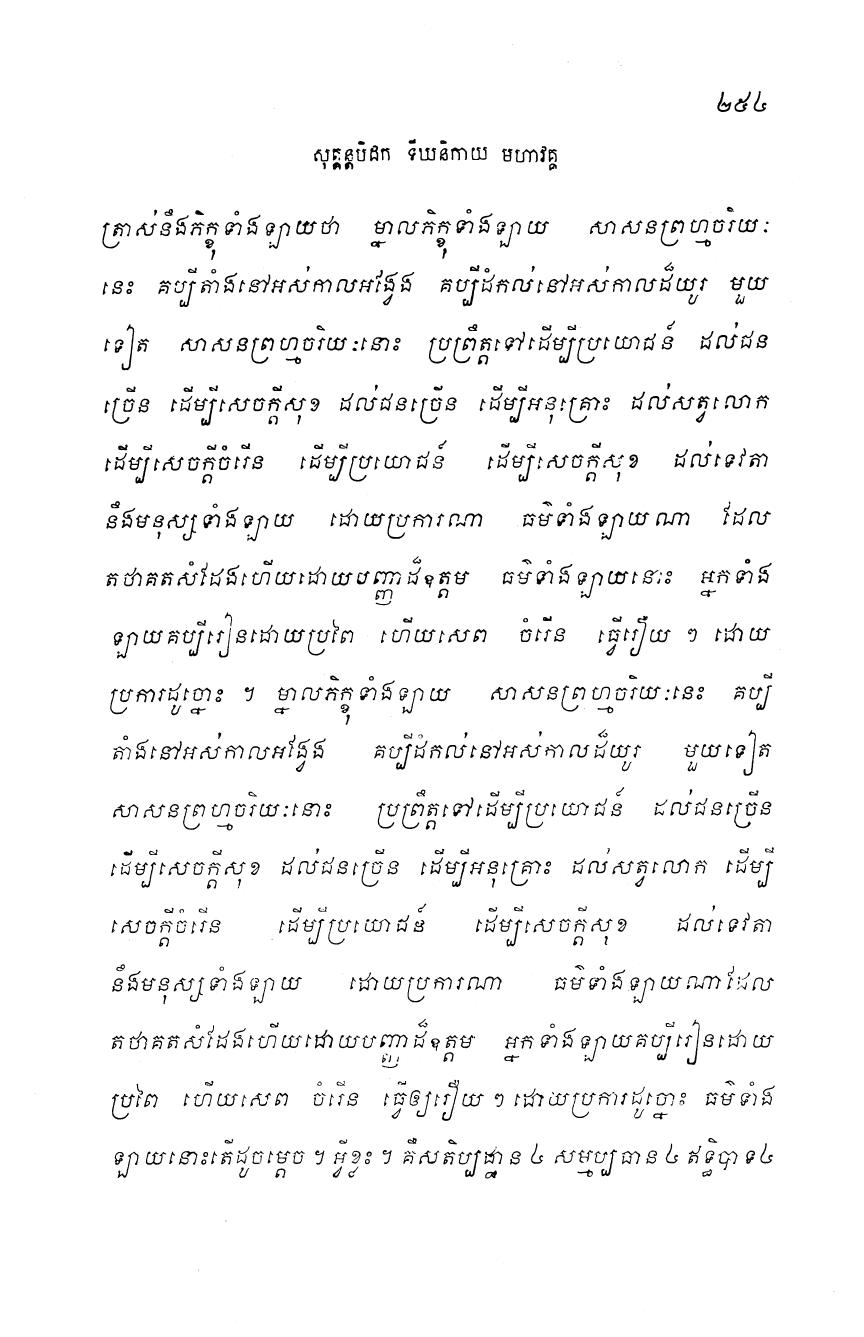 ២៥៤
សុត្តន្តបិដក ទីឃនិកាយ មហាវគ្គ
ត្រាស់នឹងភិក្ខុទាំងឡាយថា ម្នាលភិក្ខុទាំងឡាយ សាសនព្រហ្មចរិយៈ
នេះ គប្បីតាំងនៅអស់កាលអង្វែង គប្បីដំកល់នៅអស់កាលដ៏យូរ មួយ
ទៀត សាសនព្រហ្មចរិយៈនោះ ប្រព្រឹត្តទៅដើម្បីប្រយោជន៍ ដល់ជន
ច្រើន ដើម្បីសេចក្តីសុខ ដល់ជនច្រើន ដើម្បីអនុគ្រោះ ដល់សត្វលោក
ដើម្បីសេចក្តីចំរើន ដើម្បីប្រយោជន៍ ដើម្បីសេចក្តីសុខ ដល់ទេវតា
នឹងមនុស្សទាំងឡាយ ដោយប្រការណា ធម៌ទាំងឡាយណា ដែល
តថាគតសំដែងហើយដោយបញ្ញាដ៏ឧត្តម ធម៌ទាំងឡាយនោះ អ្នកទាំង
ឡាយគប្បីរៀនដោយប្រពៃ ហើយសេព ចំរើន ធ្វើរឿយ ៗ ដោយ
ប្រការដូច្នោះ ។ ម្នាលភិក្ខុទាំងឡាយ សាសនព្រហ្មចរិយៈនេះ គប្បី
តាំងនៅអស់កាលអង្វែង គប្បីដំកល់នៅអស់កាលដ៏យូរ មួយទៀត
សាសនព្រហ្មចរិយៈនោះ ប្រព្រឹត្តទៅដើម្បីប្រយោជន៍ ដល់ជនច្រើន
ដើម្បីសេចក្តីសុខ ដល់ជនច្រើន ដើម្បីអនុគ្រោះ ដល់សត្វលោក ដើម្បី
សេចក្តីចំរើន ដើម្បីប្រយោជន៍ ដើម្បីសេចក្តីសុខ ដល់ទេវតា
នឹងមនុស្សទាំងឡាយ ដោយប្រការណា ធម៌ទាំងឡាយណាដែល
តថាគតសំដែងហើយដោយបញ្ញាដ៏ឧត្តម អ្នកទាំងឡាយគប្បីរៀនដោយ
ប្រពៃ ហើយសេព ចំរើន ធ្វើឲ្យរឿយ ៗ ដោយប្រការដូច្នោះ ធម៌ទាំង
ឡាយនោះតើដូចម្តេច ។ អ្វីខ្លះ ។ គឺសតិប្បដ្ឋាន ៤ សម្មប្បធាន ៤ ឥទ្ធិបាទ ៤